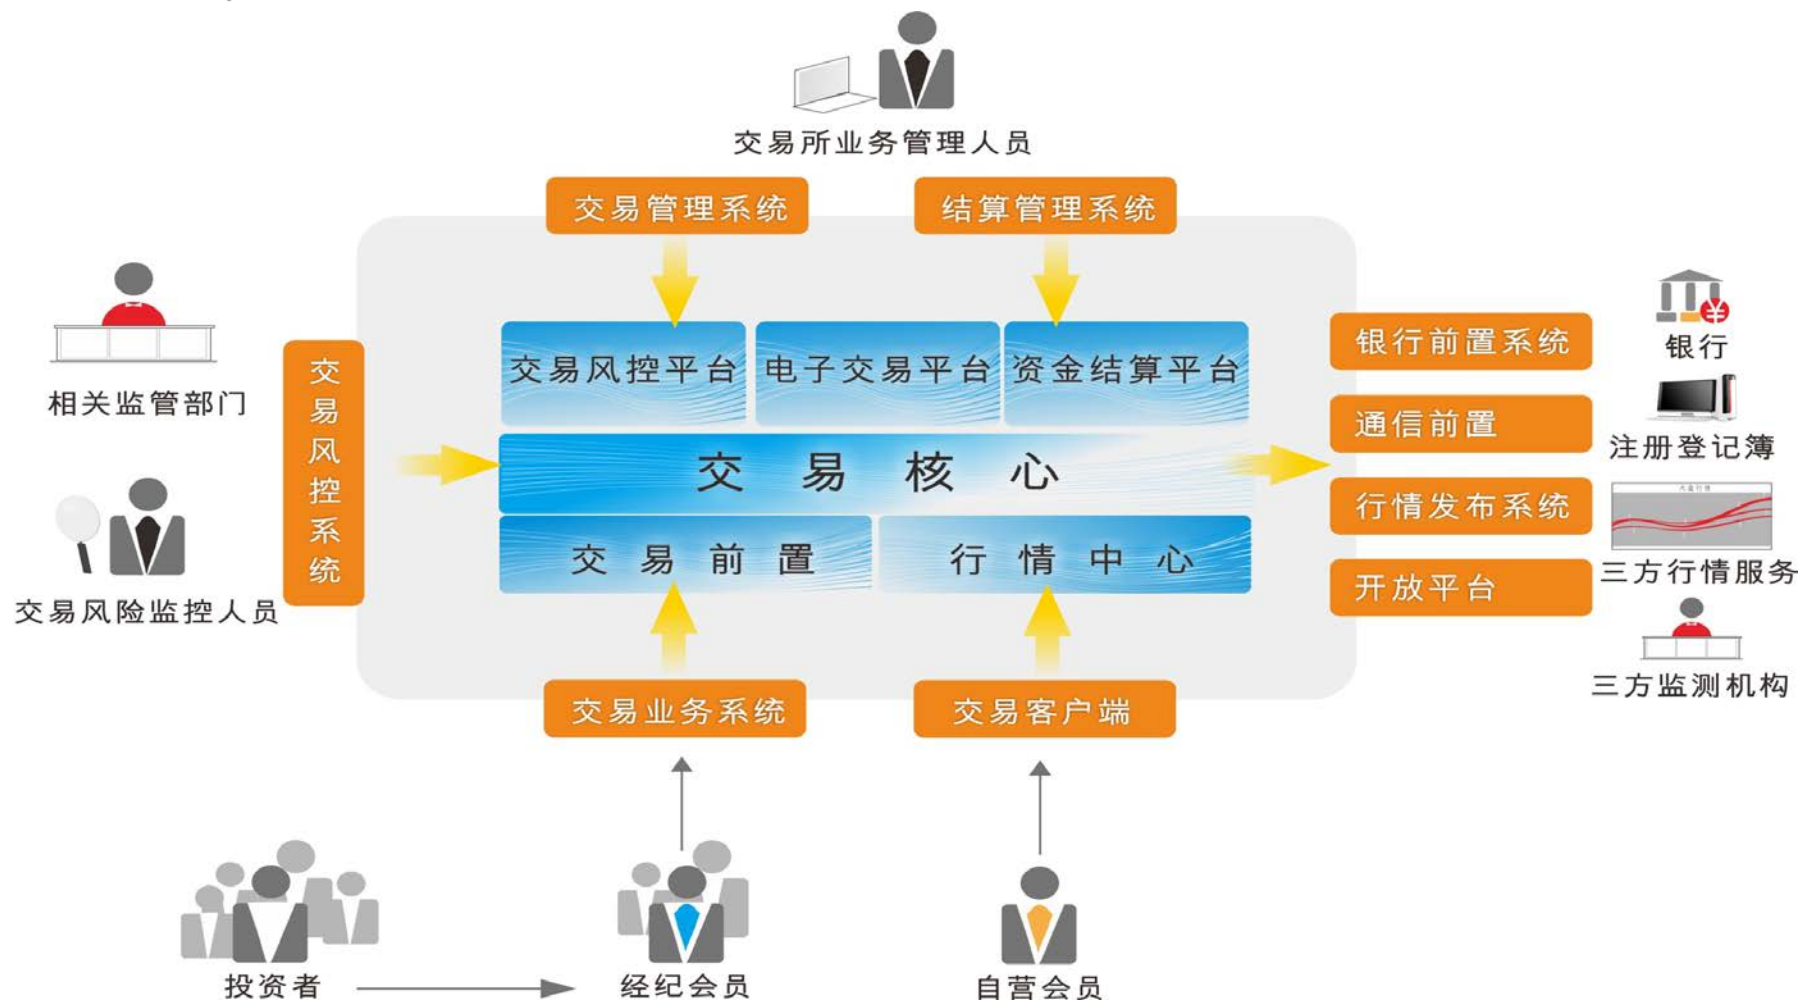 交易所业务管理人员
交易管理系统
结算管理系统
相关监管部门
交易风险监控人员
交易风控系统
交易风控平台
电子交易平台
资金结算平台
交易核心
交易前置
行情中心
银行前置系统
通信前置
行情发布系统
开放平台
银行
注册登记簿
三方行情服务
三方监测机构
交易业务系统
交易客户端
投资者
经纪会员
自营会员